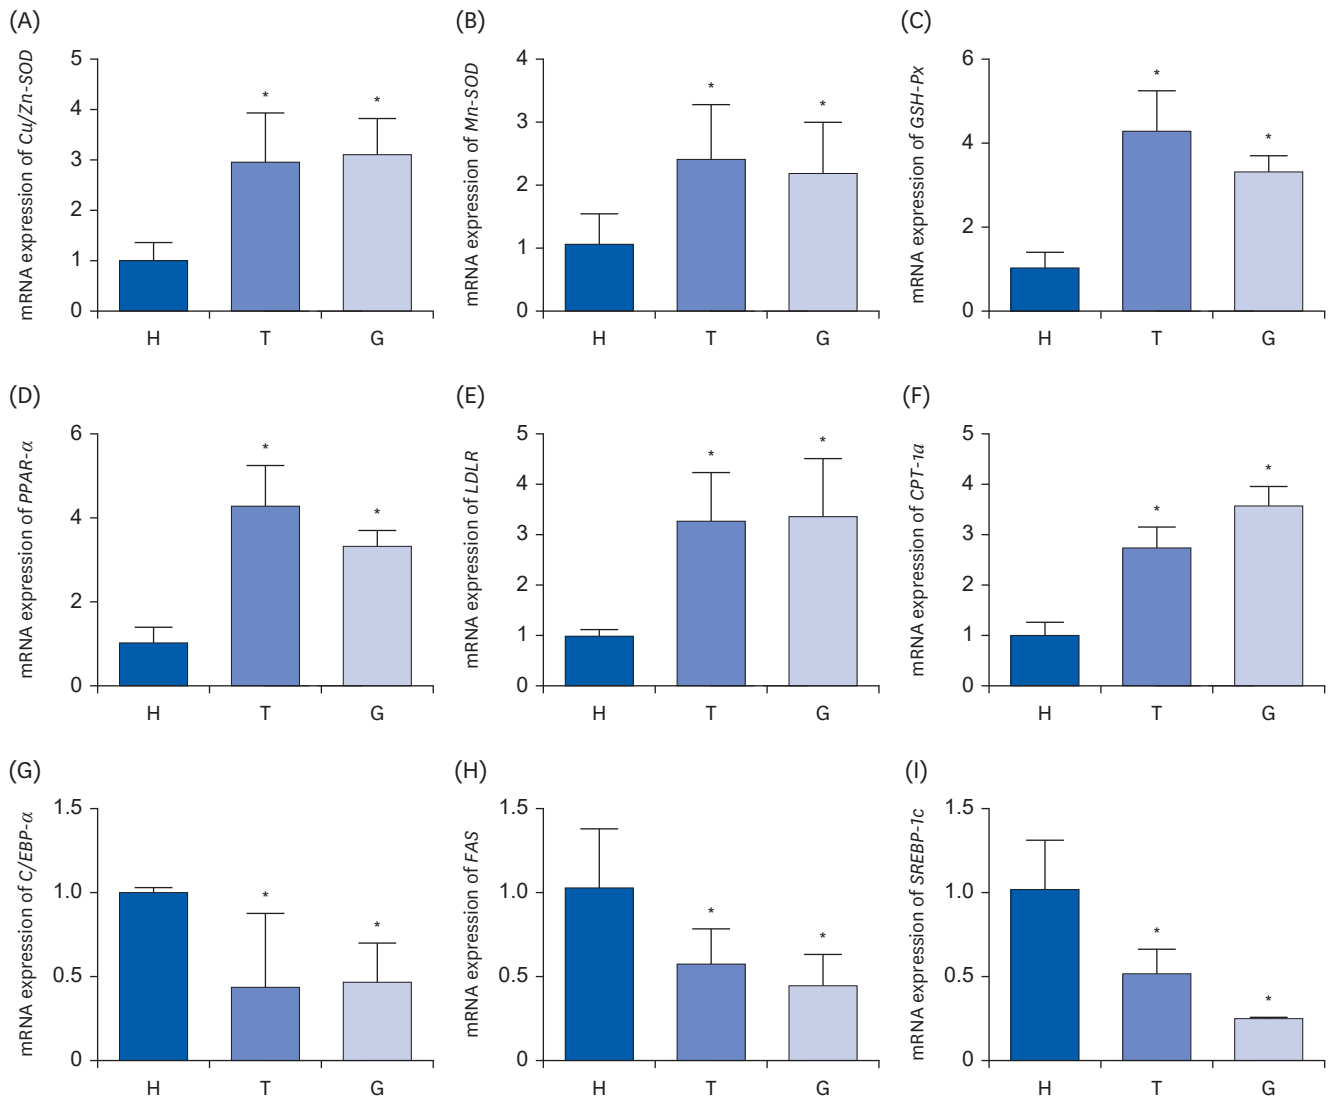 (A)
mRNA expression of Cu/Zn-SOD
5
4
3
2
1
0
*
*
H T G
(B)
mRNA expression of Mn-SOD
4
3
2
1
0
*
*
H T G
(C)
mRNA expression of GSH-Px
6
4
2
0
*
*
H T G
(D)
mRNA expression of PPAR-α
6
4
2
0
*
*
H T G
(E)
mRNA expression of LDLR
5
4
3
2
1
0
*
*
H T G
(F)
mRNA expression of CPT-1α
5
4
3
2
1
0
*
*
H T G
(G)
mRNA expression of C/EBP-α
1.5
1.0
0.5
0
*
*
H T G
(H)
mRNA expression of FAS
1.5
1.0
0.5
0
*
*
H T G
(I)
mRNA expression of SREBP-1c
1.5
1.0
0.5
0
*
*
H T G